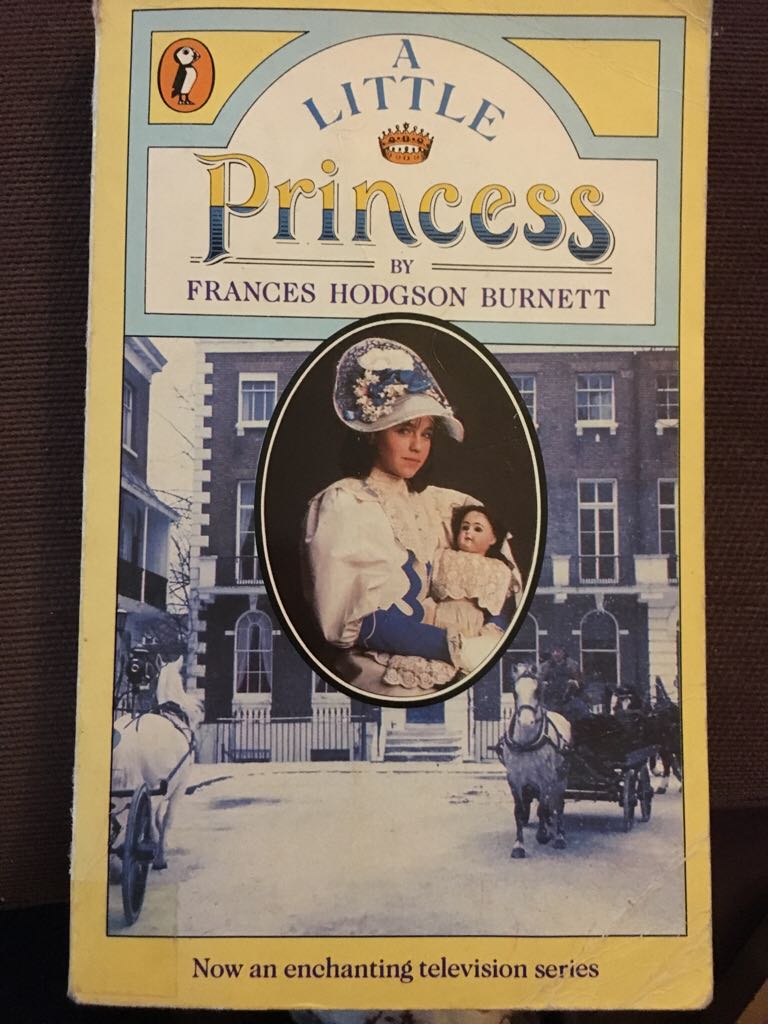 A
LITTLE
Princess
BY
FRANCES HODGSON BURNETT
Now an enchanting television series